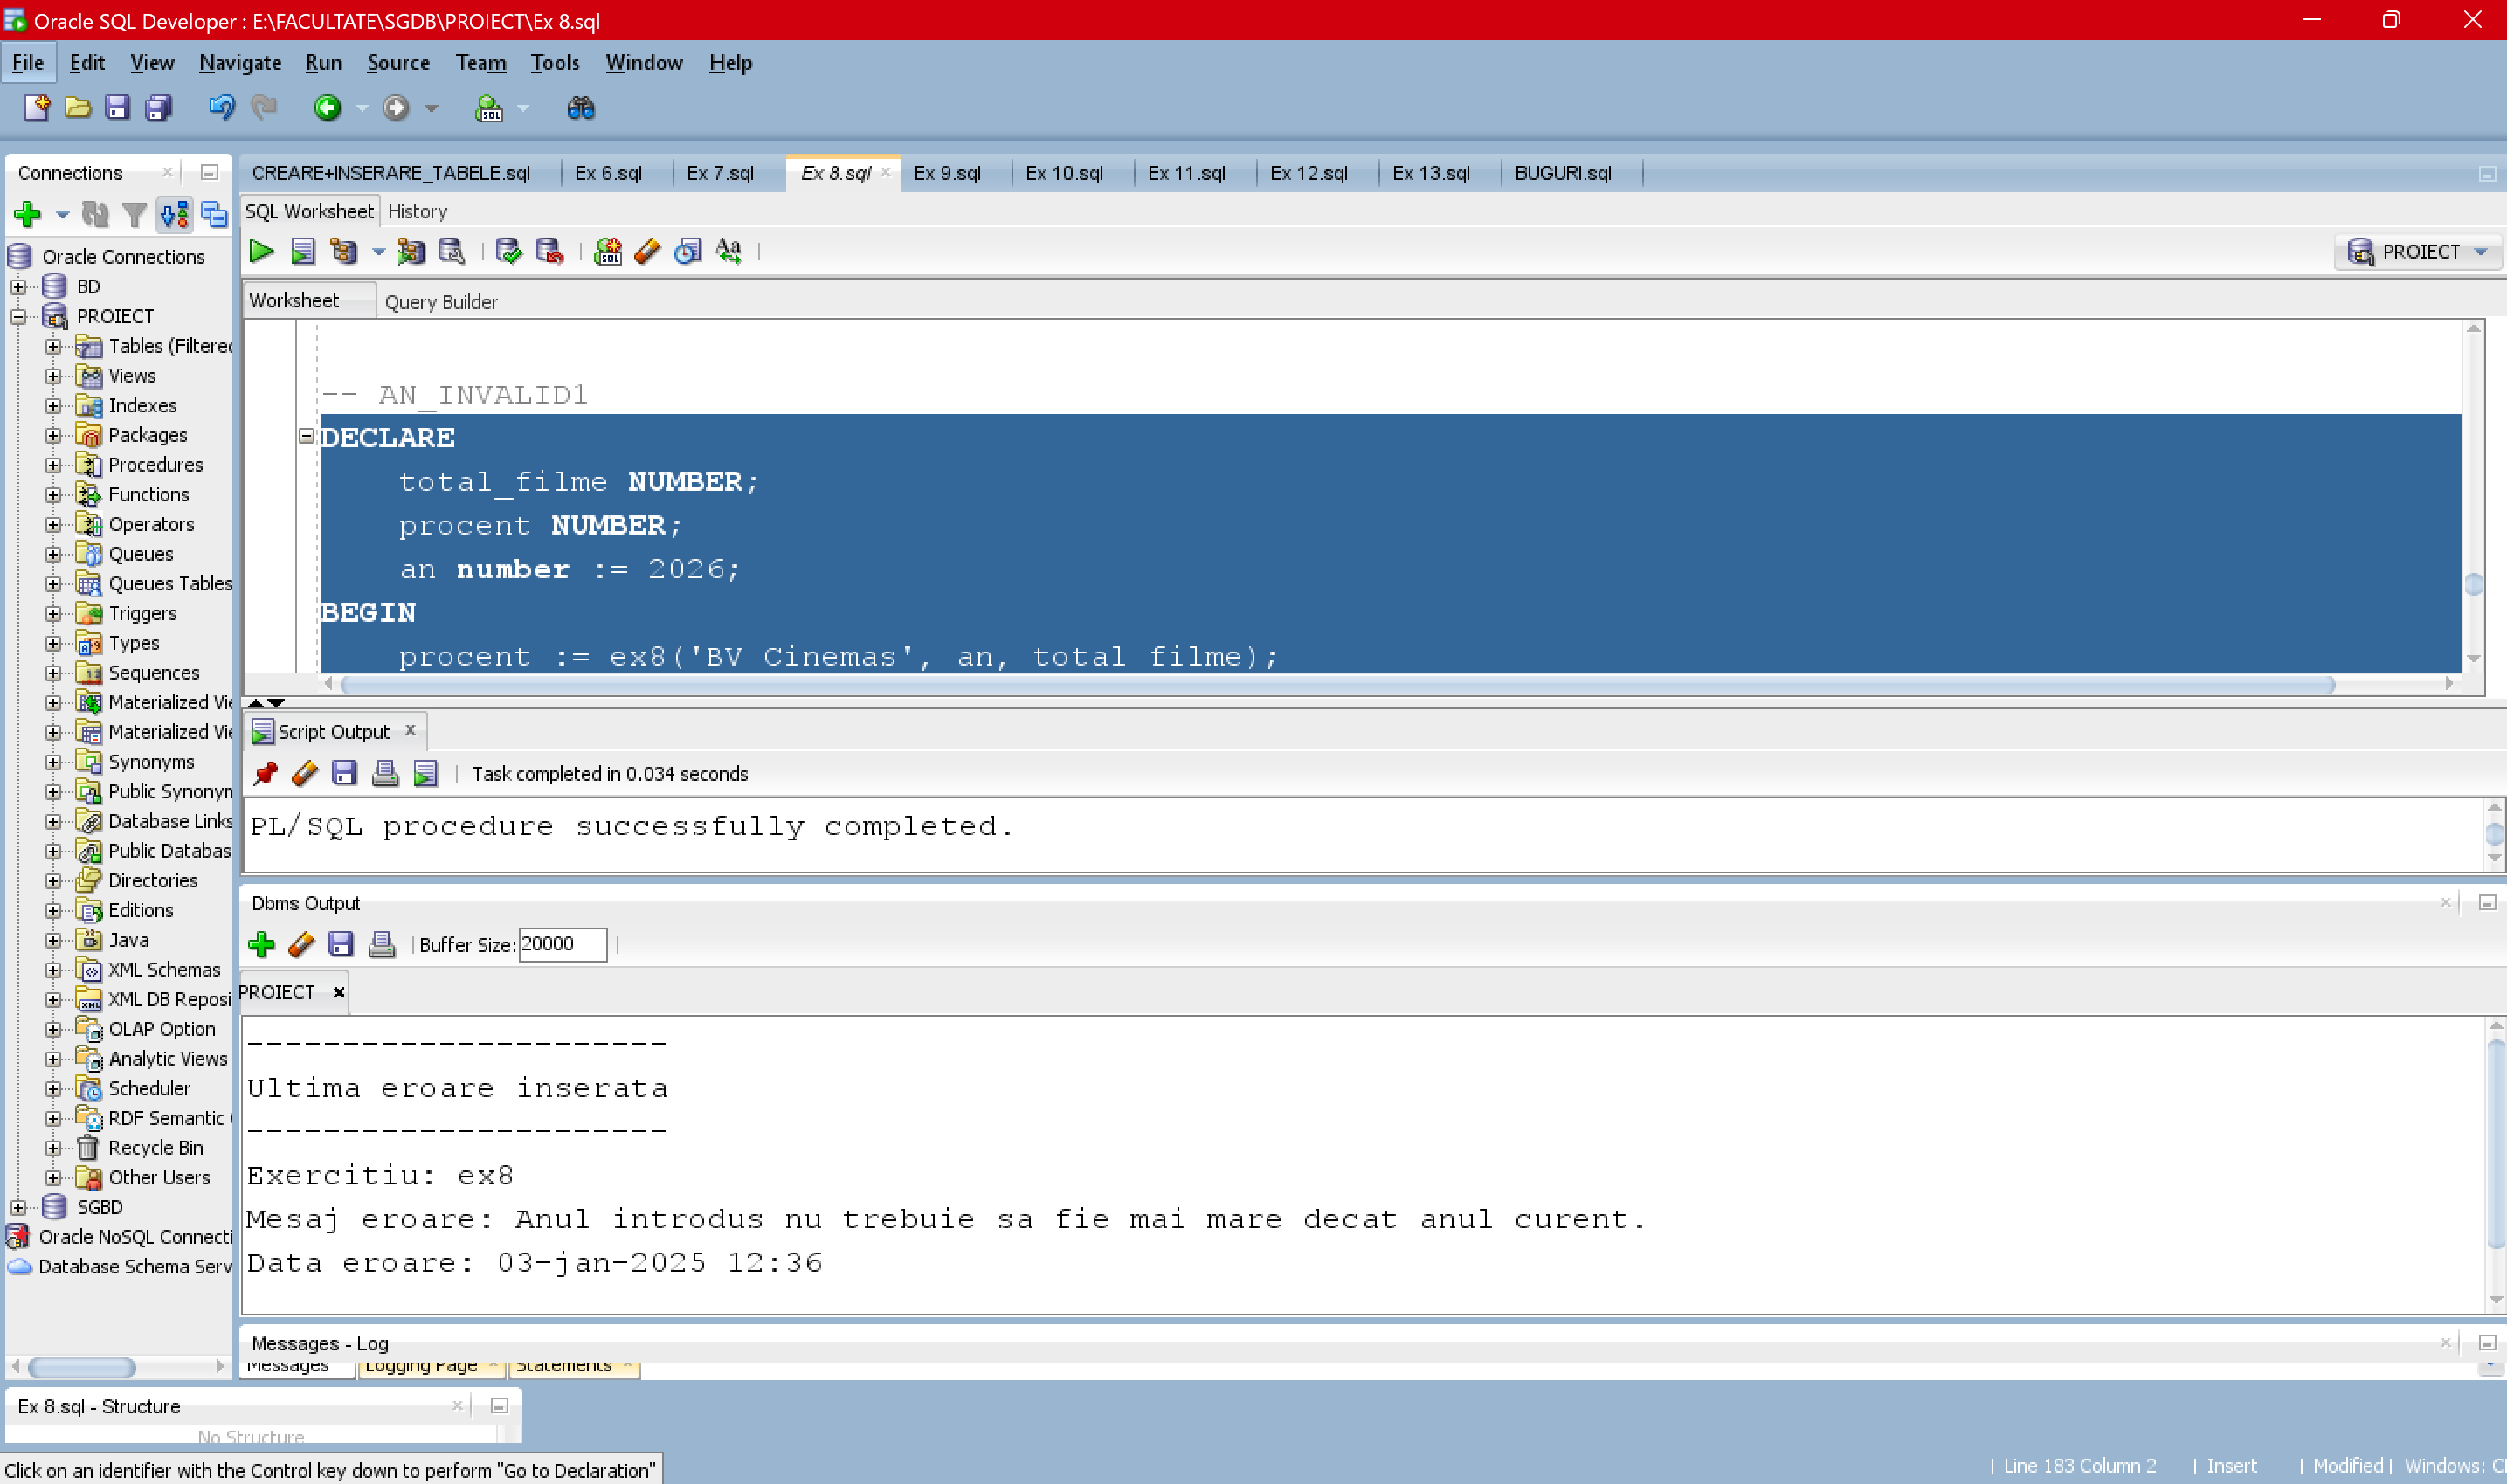 Oracle SQL Developer : E:\FACULTATE\SGDB\PROIECT\Ex 8.sql
File Edit View Navigate Run Source Team Tools Window Help
Connections
Oracle Connections
BD
PROIECT
Tables (Filtered
Views
Indexes
Packages
Procedures
Functions
Operators
Queues
Queues Tables
Triggers
Types
Sequences
Materialized Vie
Materialized Vie
Synonyms
Public Synonym
Database Links
Public Databas
Directories
Editions
Java
XML Schemas
XML DB Reposi
OLAP Option
Analytic Views
Scheduler
RDF Semantic
Recycle Bin
Other Users
SGBD
Oracle NoSQL Connecti
Database Schema Serv
CREARE+INSERARE_TABELE.sql Ex 6.sql Ex 7.sql Ex 8.sql Ex 9.sql Ex 10.sql Ex 11.sql Ex 12.sql Ex 13.sql BUGURI.sql
SQL Worksheet History
PROIECT
Worksheet Query Builder
-- AN_INVALID1
DECLARE
total_filme NUMBER;
procent NUMBER;
an number := 2026;
BEGIN
procent := ex8('BV Cinemas', an, total_filme);
Script Output
Task completed in 0.034 seconds
PL/SQL procedure successfully completed.
Dbms Output
Buffer Size: 20000
PROIECT
----------------------
Ultima eroare inserata
----------------------
Exercitiu: ex8
Mesaj eroare: Anul introdus nu trebuie sa fie mai mare decat anul curent.
Data eroare: 03-jan-2025 12:36
Messages - Log
Messages Logging Page Statements
Ex 8.sql - Structure
No Structure
Click on an identifier with the Control key down to perform "Go to Declaration"
| Line 183 Column 2 | Insert | Modified | Windows: C